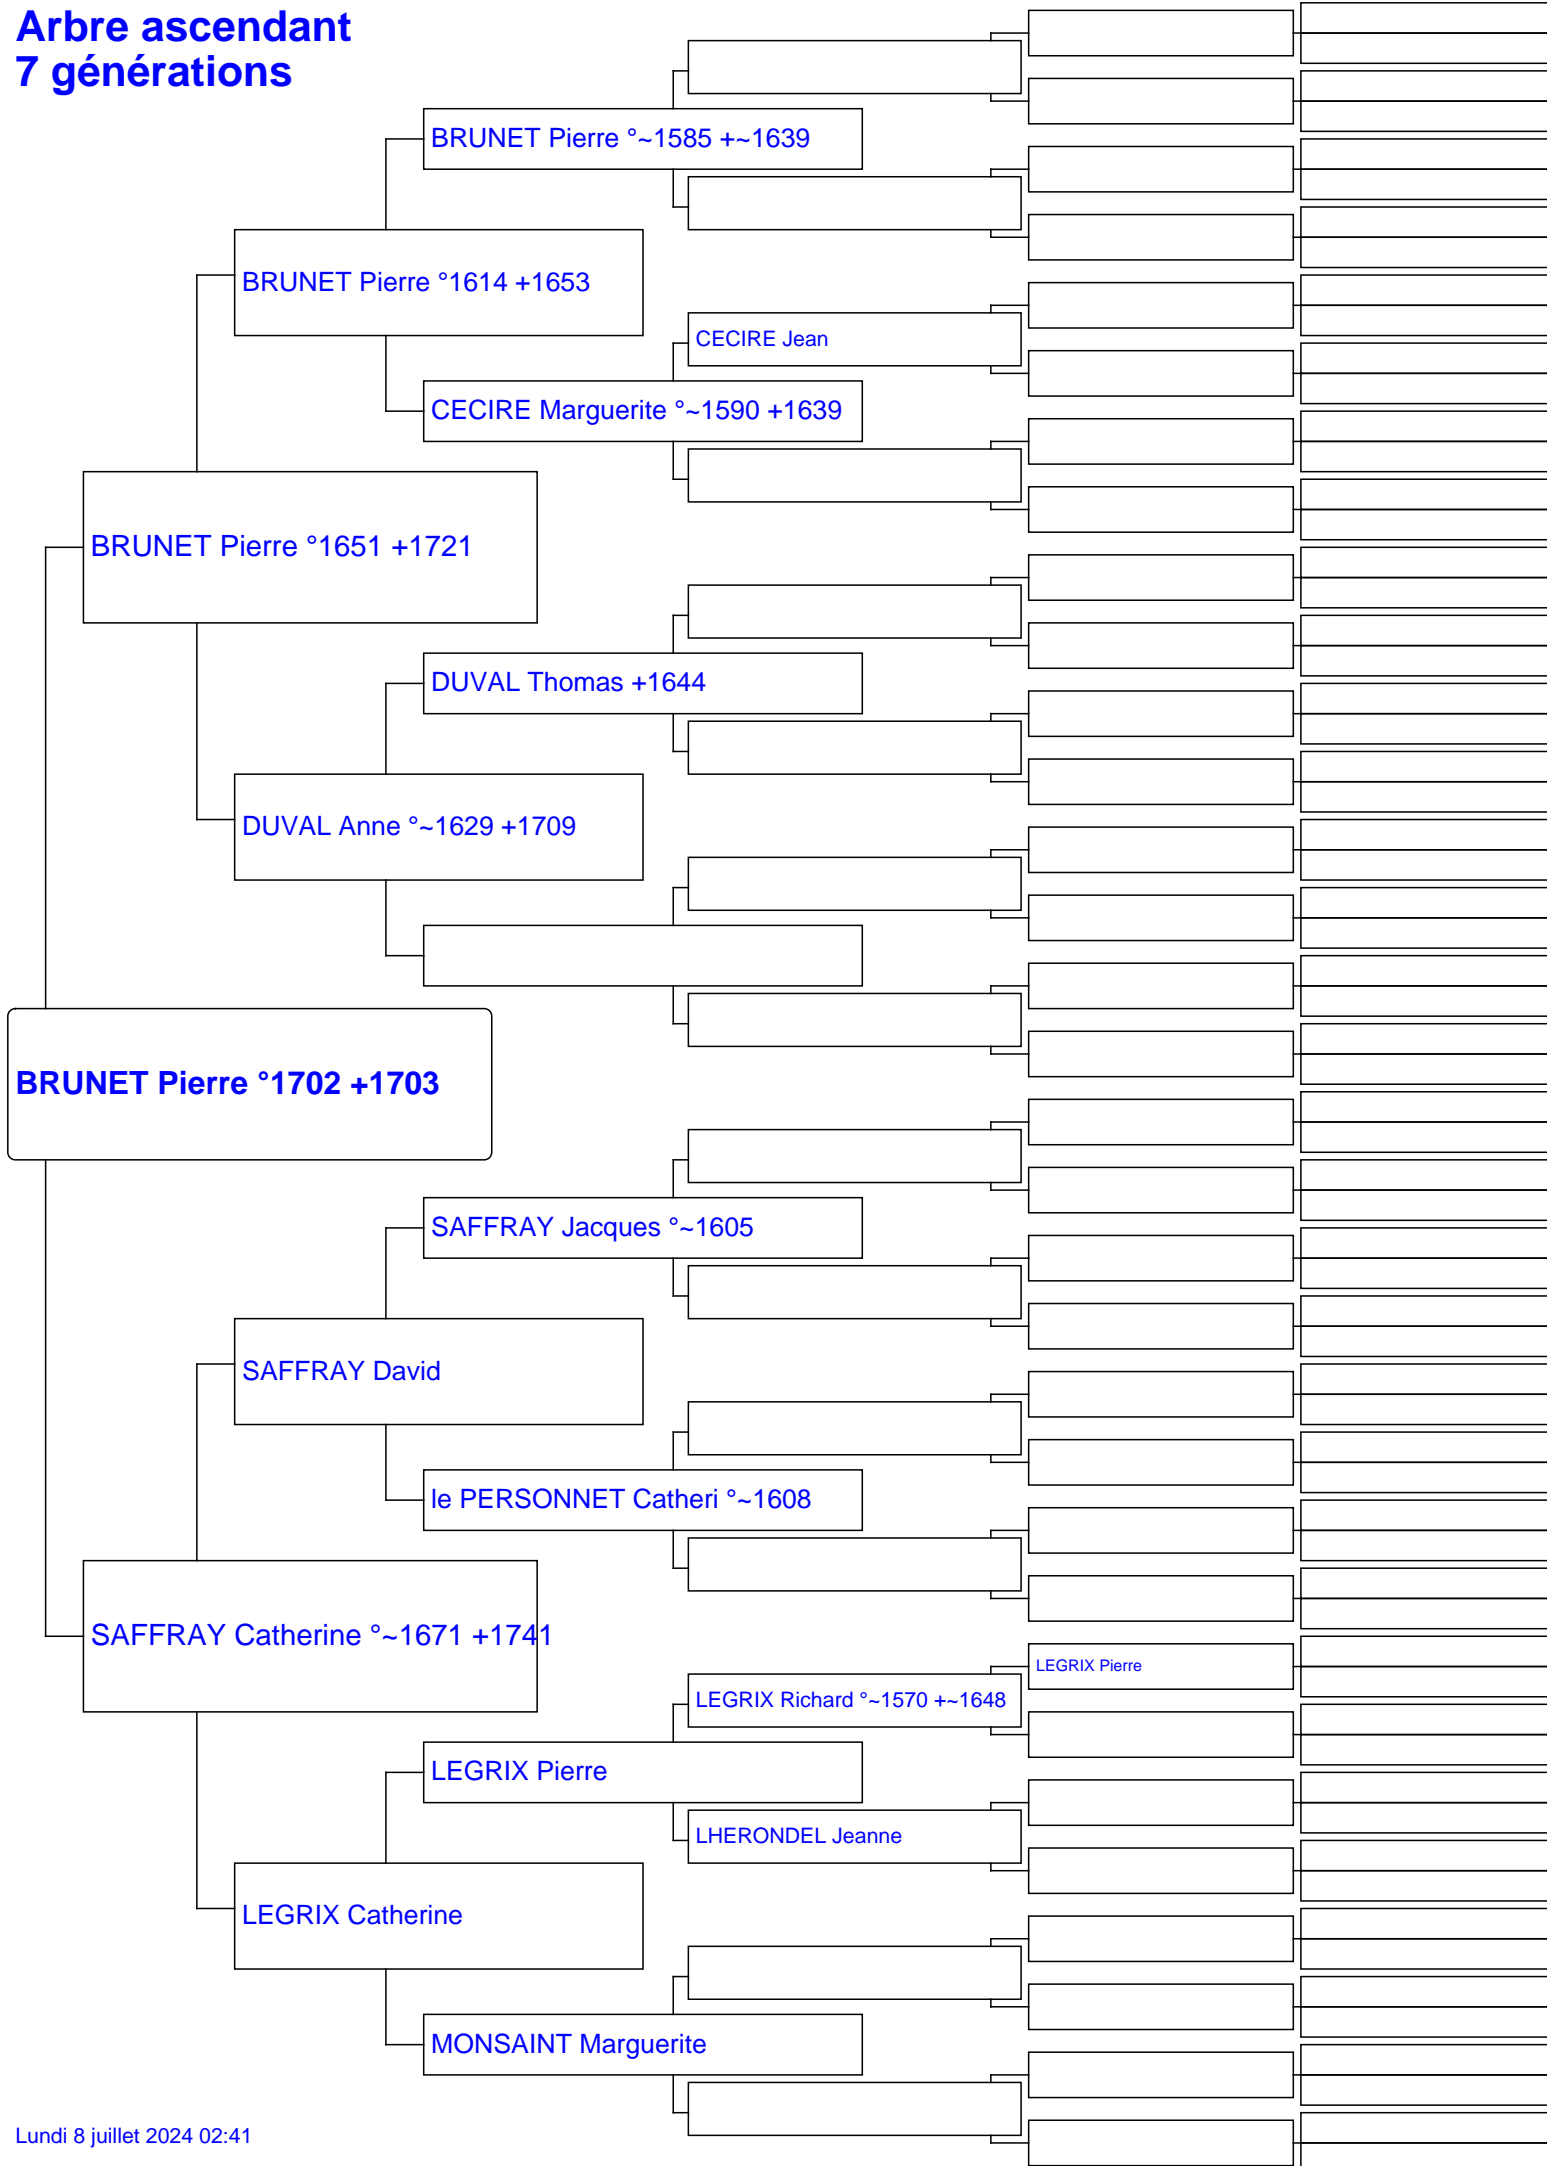 Arbre ascendant
7 générations
BRUNET Pierre °~1585 +~1639
BRUNET Pierre °1614 +1653
CECIRE Jean
CECIRE Marguerite °~1590 +1639
BRUNET Pierre °1651 +1721
DUVAL Thomas +1644
DUVAL Anne °~1629 +1709
BRUNET Pierre °1702 +1703
SAFFRAY Jacques °~1605
SAFFRAY David
le PERSONNET Catheri °~1608
SAFFRAY Catherine °~1671 +1741
LEGRIX Pierre
LEGRIX Richard °~1570 +~1648
LEGRIX Pierre
LHERONDEL Jeanne
LEGRIX Catherine
MONSAINT Marguerite
Lundi 8 juillet 2024 02:41